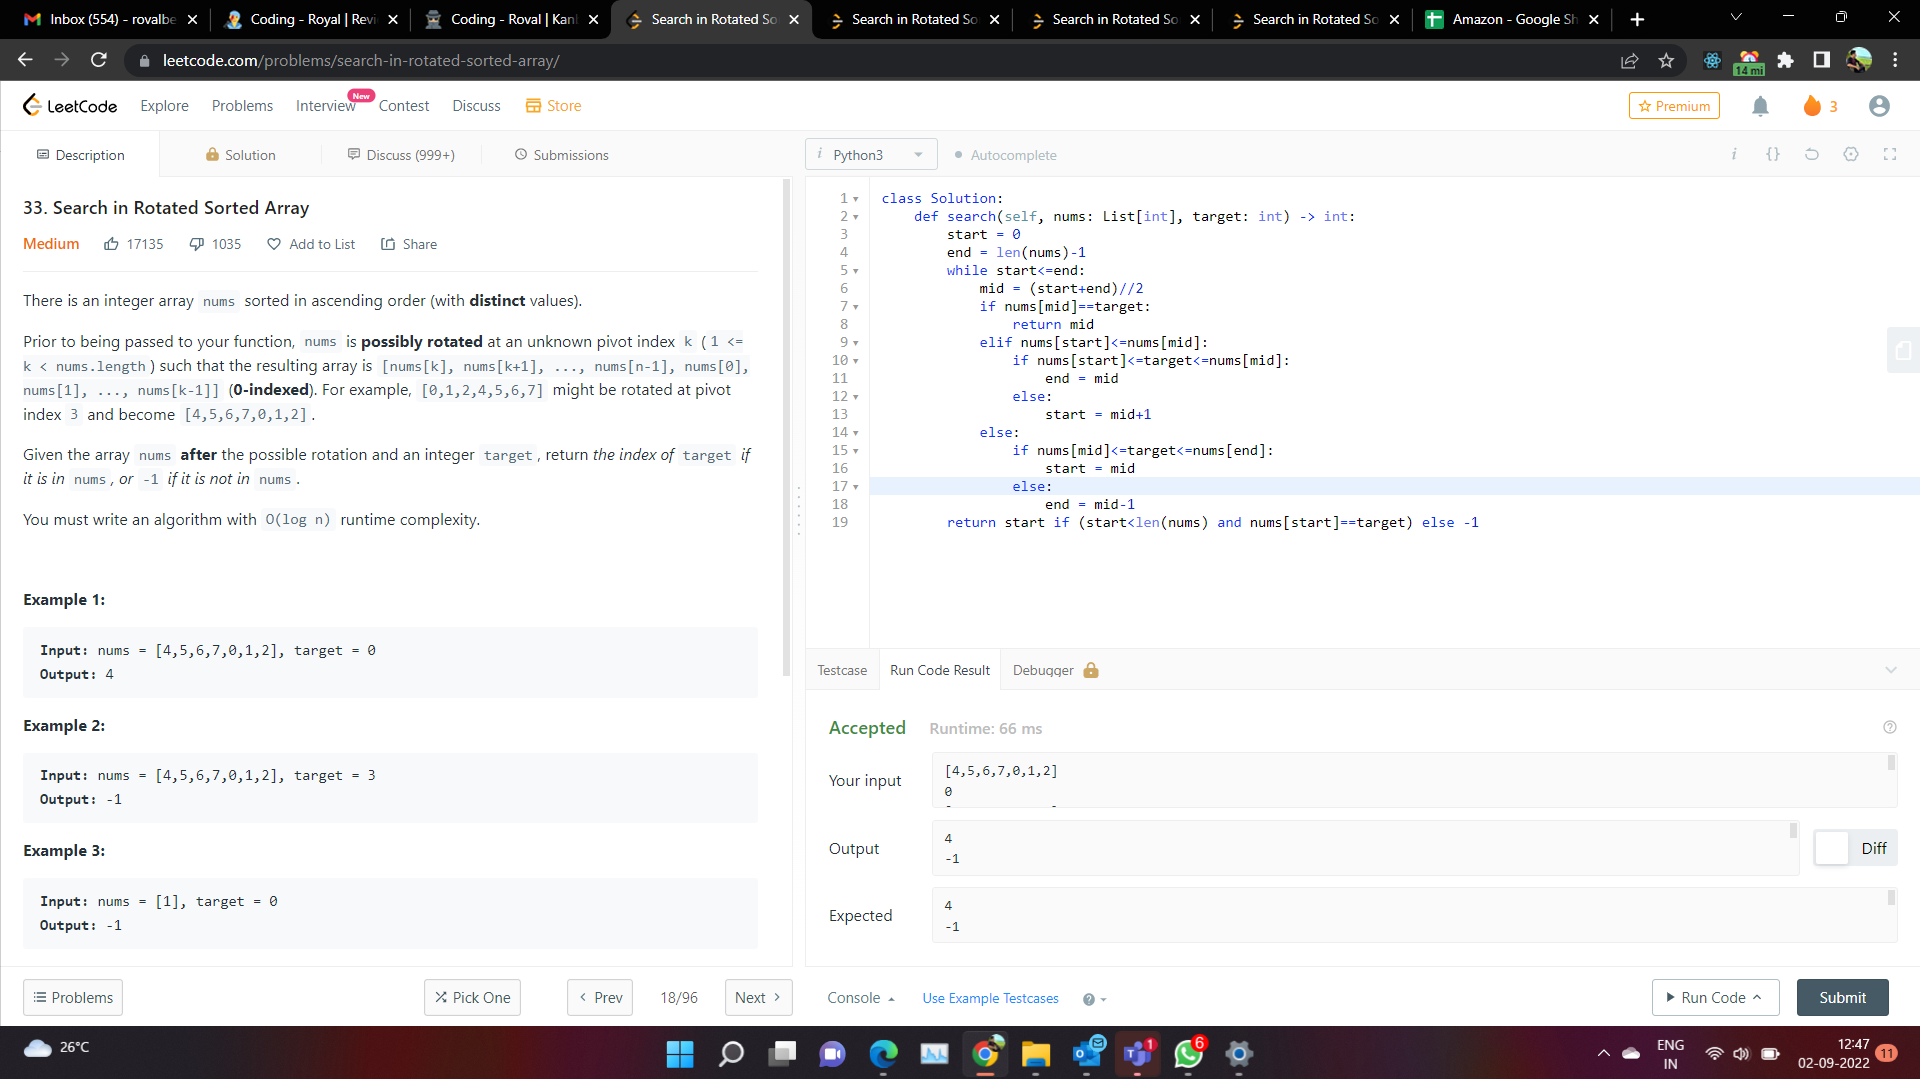 Inbox (554) - rovalbe
Coding - Royal | Revi
Coding - Roval | Kanl
Search in Rotated So
Search in Rotated So
Search in Rotated So
Search in Rotated So
Amazon - Google Sh
leetcode.com/problems/search-in-rotated-sorted-array/
14 mi
LeetCode Explore Problems Interview New Contest Discuss Store
Premium 3
Description Solution Discuss (999+) Submissions
i Python3 Autocomplete i {}
33. Search in Rotated Sorted Array
Medium 17135 1035 Add to List Share
There is an integer array nums sorted in ascending order (with distinct values).
Prior to being passed to your function, nums is possibly rotated at an unknown pivot index k (1 <=
k < nums.length) such that the resulting array is [nums[k], nums[k+1], ..., nums[n-1], nums[0],
nums[1], ..., nums[k-1]] (0-indexed). For example, [0,1,2,4,5,6,7] might be rotated at pivot
index 3 and become [4,5,6,7,0,1,2].
Given the array nums after the possible rotation and an integer target, return the index of target if
it is in nums, or -1 if it is not in nums.
You must write an algorithm with O(log n) runtime complexity.
Example 1:
Input: nums = [4,5,6,7,0,1,2], target = 0
Output: 4
Example 2:
Input: nums = [4,5,6,7,0,1,2], target = 3
Output: -1
Example 3:
Input: nums = [1], target = 0
Output: -1
Problems Pick One Prev 18/96 Next
1 class Solution:
2 def search(self, nums: List[int], target: int) -> int:
3 start = 0
4 end = len(nums)-1
5 while start<=end:
6 mid = (start+end)//2
7 if nums[mid]==target:
8 return mid
9 elif nums[start]<=nums[mid]:
10 if nums[start]<=target<=nums[mid]:
11 end = mid
12 else:
13 start = mid+1
14 else:
15 if nums[mid]<=target<=nums[end]:
16 start = mid
17 else:
18 end = mid-1
19 return start if (start<len(nums) and nums[start]==target) else -1
Testcase Run Code Result Debugger
Accepted Runtime: 66 ms
Your input
[4,5,6,7,0,1,2]
0
Output
4
-1
Diff
Expected
4
-1
Console Use Example Testcases Run Code Submit
26°C
1
6
ENG
IN
12:47
02-09-2022
11